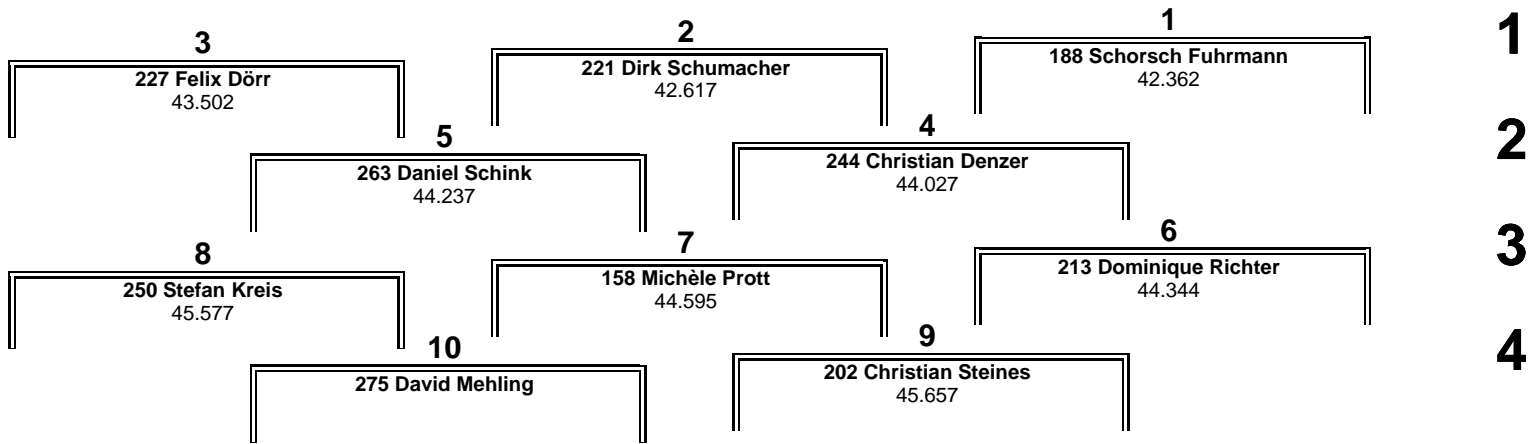 1
1
188 Schorsch Fuhrmann
42.362
2
221 Dirk Schumacher
42.617
3
227 Felix Dörr
43.502
2
4
244 Christian Denzer
44.027
5
263 Daniel Schink
44.237
3
6
213 Dominique Richter
44.344
7
158 Michèle Prott
44.595
8
250 Stefan Kreis
45.577
4
9
202 Christian Steines
45.657
10
275 David Mehling